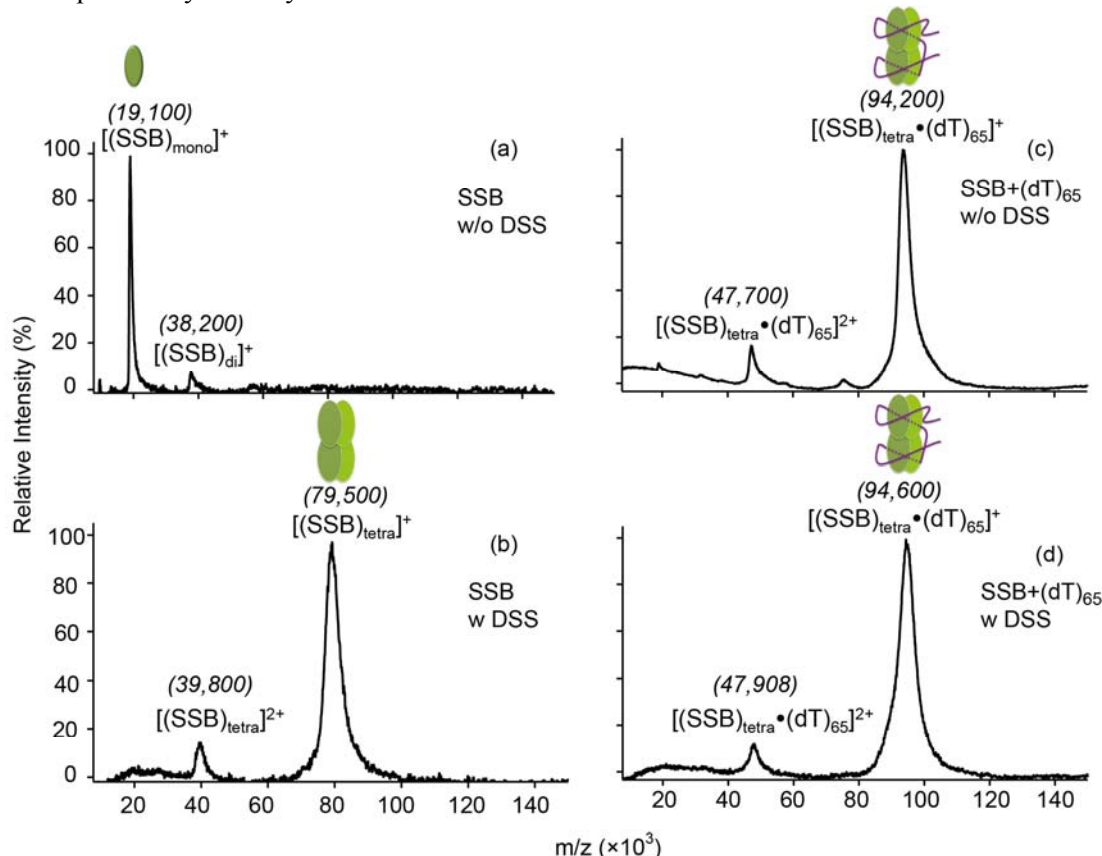 (19,100)
[(SSB)mono]+
(a)
SSB
w/o DSS
(38,200)
[(SSB)di]+
100
80
60
40
20
0
(94,200)
[(SSB)tetra•(dT)65]+
(c)
SSB+(dT)65
w/o DSS
(47,700)
[(SSB)tetra•(dT)65]2+
Relative Intensity (%)
(79,500)
[(SSB)tetra]+
(b)
SSB
w DSS
(39,800)
[(SSB)tetra]2+
100
80
60
40
20
0
20 40 60 80 100 120 140
(94,600)
[(SSB)tetra•(dT)65]+
(d)
SSB+(dT)65
w DSS
(47,908)
[(SSB)tetra•(dT)65]2+
20 40 60 80 100 120 140
m/z (×10³)